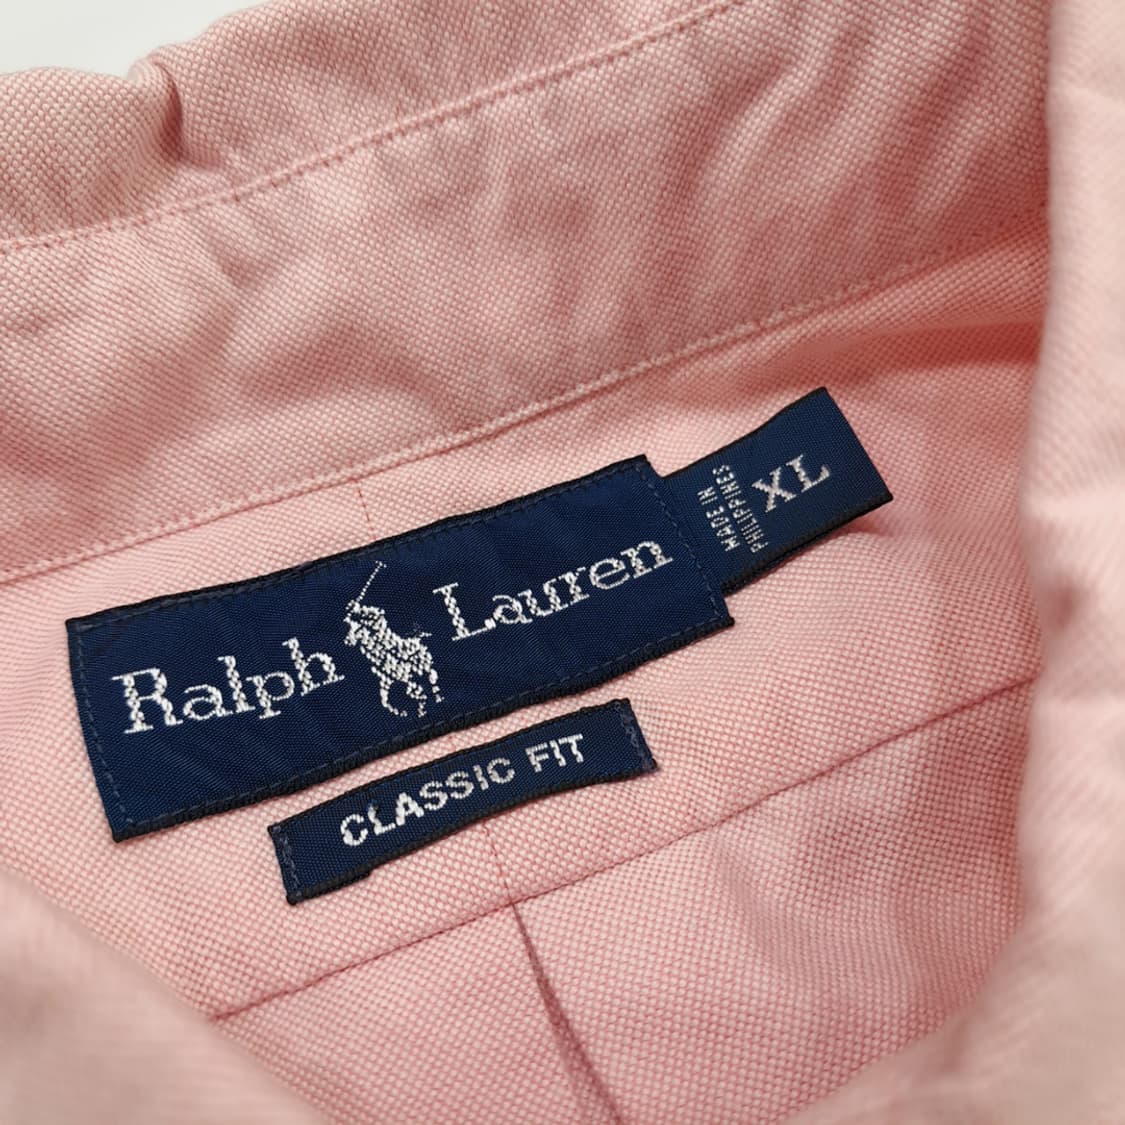 Ralph Lauren
MADE IN
PHILIPPINES
XL
CLASSIC FIT